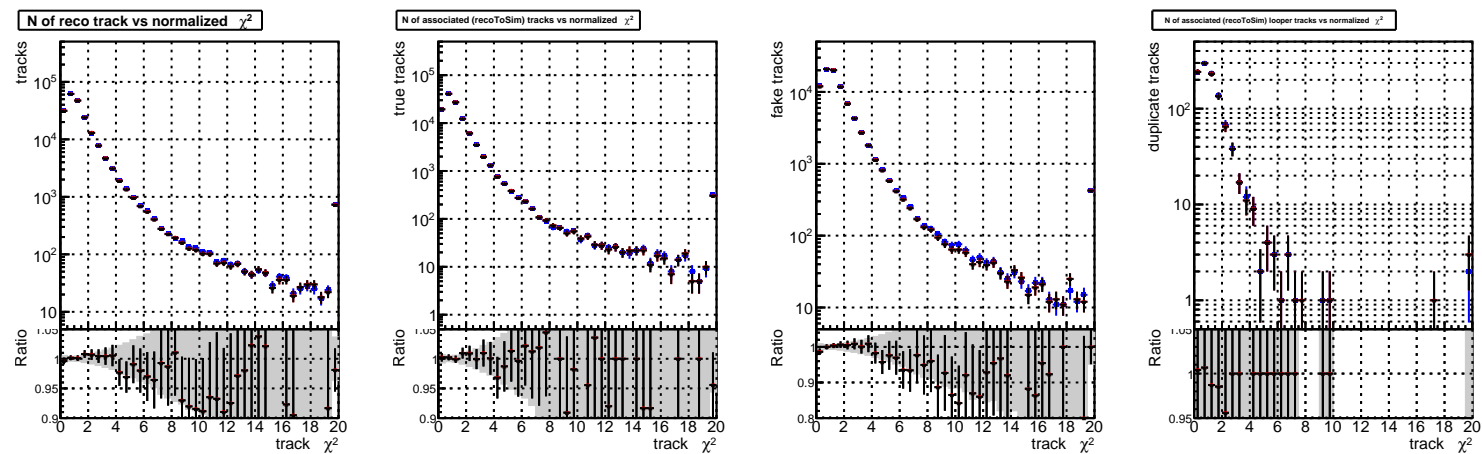 N of reco track vs normalized χ²
tracks
10⁵
10⁴
10³
10²
10
Ratio
1.05
1
0.95
0.9
0 2 4 6 8 10 12 14 16 18 20
track χ²
N of associated (recoToSim) tracks vs normalized χ²
true tracks
10⁵
10⁴
10³
10²
10
1
Ratio
1.05
1
0.95
0.9
0 2 4 6 8 10 12 14 16 18 20
track χ²
fake tracks
10⁴
10³
10²
10
Ratio
1
0.9
0.8
0 2 4 6 8 10 12 14 16 18 20
track χ²
N of associated (recoToSim) looper tracks vs normalized χ²
duplicate tracks
10²
10
1
Ratio
1.05
1
0.95
0 2 4 6 8 10 12 14 16 18 20
track χ²